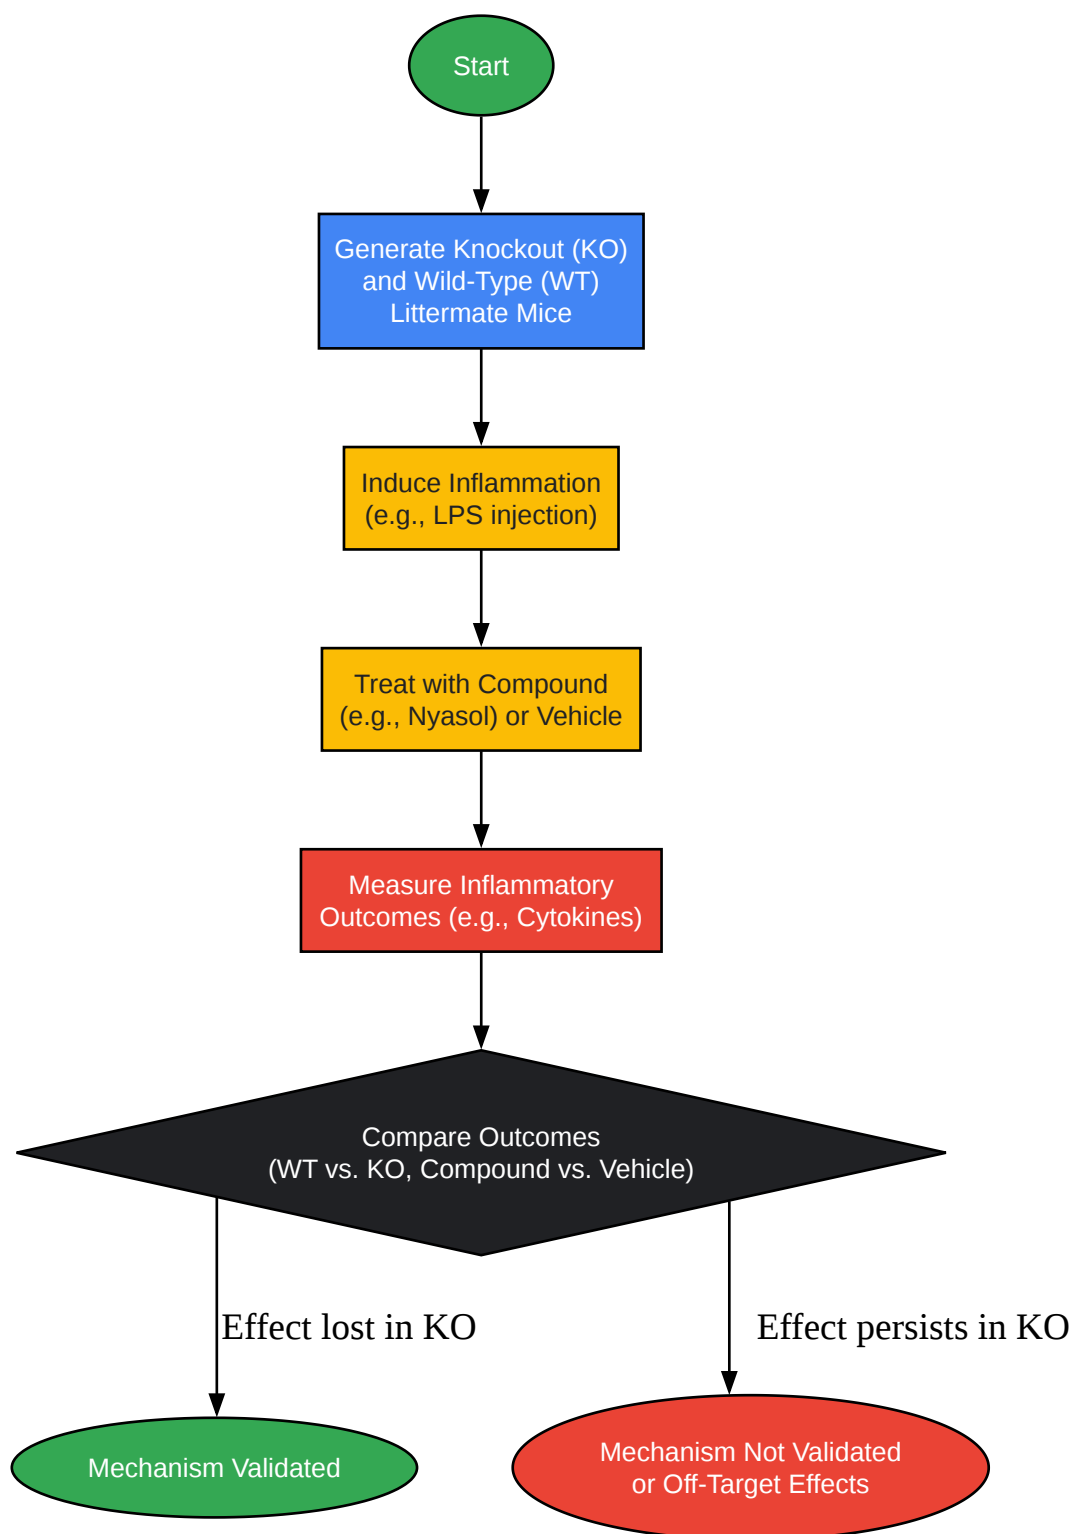 Start
Generate Knockout (KO)
and Wild-Type (WT)
Littermate Mice
Induce Inflammation
(e.g., LPS injection)
Treat with Compound
(e.g., Nyasol) or Vehicle
Measure Inflammatory
Outcomes (e.g., Cytokines)
Compare Outcomes
(WT vs. KO, Compound vs. Vehicle)
Effect lost in KO
Effect persists in KO
Mechanism Validated
Mechanism Not Validated
or Off-Target Effects